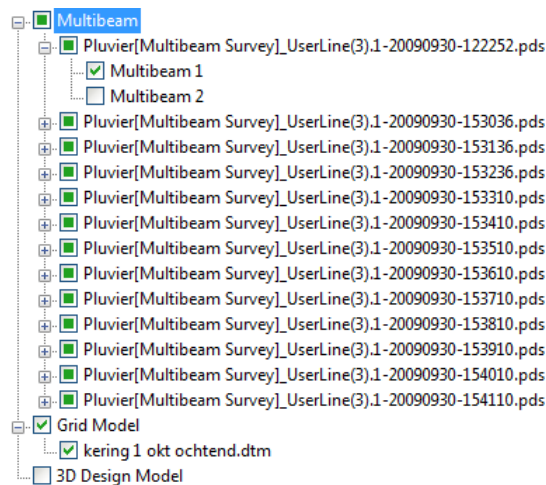 Multibeam
Pluvier[Multibeam Survey]_UserLine(3).1-20090930-122252.pds
Multibeam 1
Multibeam 2
Pluvier[Multibeam Survey]_UserLine(3).1-20090930-153036.pds
Pluvier[Multibeam Survey]_UserLine(3).1-20090930-153136.pds
Pluvier[Multibeam Survey]_UserLine(3).1-20090930-153236.pds
Pluvier[Multibeam Survey]_UserLine(3).1-20090930-153310.pds
Pluvier[Multibeam Survey]_UserLine(3).1-20090930-153410.pds
Pluvier[Multibeam Survey]_UserLine(3).1-20090930-153510.pds
Pluvier[Multibeam Survey]_UserLine(3).1-20090930-153610.pds
Pluvier[Multibeam Survey]_UserLine(3).1-20090930-153710.pds
Pluvier[Multibeam Survey]_UserLine(3).1-20090930-153810.pds
Pluvier[Multibeam Survey]_UserLine(3).1-20090930-153910.pds
Pluvier[Multibeam Survey]_UserLine(3).1-20090930-154010.pds
Pluvier[Multibeam Survey]_UserLine(3).1-20090930-154110.pds
Grid Model
kering 1 okt ochtend.dtm
3D Design Model